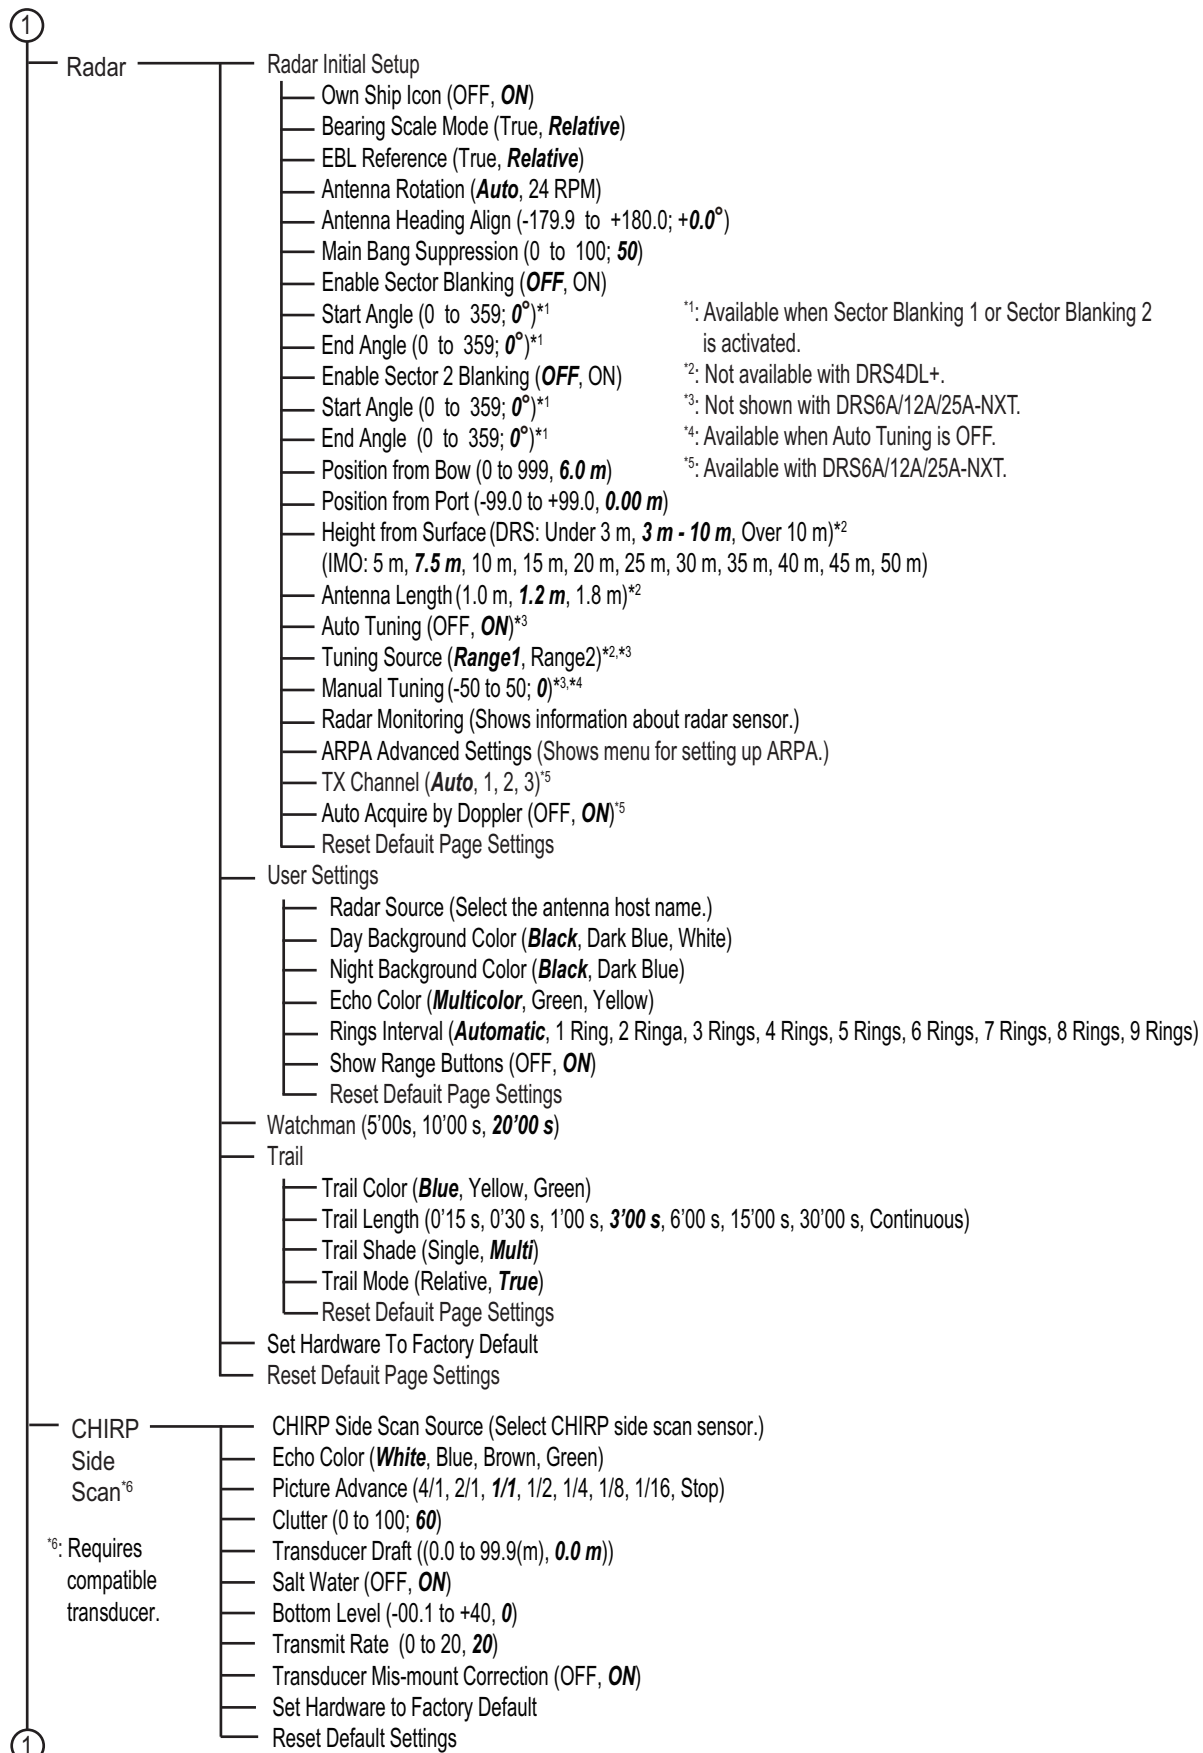 1
Radar
Radar Initial Setup
Own Ship Icon (OFF, ON)
Bearing Scale Mode (True, Relative)
EBL Reference (True, Relative)
Antenna Rotation (Auto, 24 RPM)
Antenna Heading Align (-179.9 to +180.0; +0.0°)
Main Bang Suppression (0 to 100; 50)
Enable Sector Blanking (OFF, ON)
Start Angle (0 to 359; 0°)*1
End Angle (0 to 359; 0°)*1
Enable Sector 2 Blanking (OFF, ON)
Start Angle (0 to 359; 0°)*1
End Angle (0 to 359; 0°)*1
*1: Available when Sector Blanking 1 or Sector Blanking 2
is activated.
*2: Not available with DRS4DL+.
*3: Not shown with DRS6A/12A/25A-NXT.
*4: Available when Auto Tuning is OFF.
*5: Available with DRS6A/12A/25A-NXT.
Position from Bow (0 to 999, 6.0 m)
Position from Port (-99.0 to +99.0, 0.00 m)
Height from Surface (DRS: Under 3 m, 3 m - 10 m, Over 10 m)*2
(IMO: 5 m, 7.5 m, 10 m, 15 m, 20 m, 25 m, 30 m, 35 m, 40 m, 45 m, 50 m)
Antenna Length (1.0 m, 1.2 m, 1.8 m)*2
Auto Tuning (OFF, ON)*3
Tuning Source (Range1, Range2)*2,*3
Manual Tuning (-50 to 50; 0)*3,*4
Radar Monitoring (Shows information about radar sensor.)
ARPA Advanced Settings (Shows menu for setting up ARPA.)
TX Channel (Auto, 1, 2, 3)*5
Auto Acquire by Doppler (OFF, ON)*5
Reset Defauit Page Settings
User Settings
Radar Source (Select the antenna host name.)
Day Background Color (Black, Dark Blue, White)
Night Background Color (Black, Dark Blue)
Echo Color (Multicolor, Green, Yellow)
Rings Interval (Automatic, 1 Ring, 2 Ringa, 3 Rings, 4 Rings, 5 Rings, 6 Rings, 7 Rings, 8 Rings, 9 Rings)
Show Range Buttons (OFF, ON)
Reset Defauit Page Settings
Watchman (5’00s, 10’00 s, 20’00 s)
Trail
Trail Color (Blue, Yellow, Green)
Trail Length (0’15 s, 0’30 s, 1’00 s, 3’00 s, 6’00 s, 15’00 s, 30’00 s, Continuous)
Trail Shade (Single, Multi)
Trail Mode (Relative, True)
Reset Defauit Page Settings
Set Hardware To Factory Default
Reset Defauit Page Settings
CHIRP
Side
Scan*6
*6: Requires
compatible
transducer.
CHIRP Side Scan Source (Select CHIRP side scan sensor.)
Echo Color (White, Blue, Brown, Green)
Picture Advance (4/1, 2/1, 1/1, 1/2, 1/4, 1/8, 1/16, Stop)
Clutter (0 to 100; 60)
Transducer Draft ((0.0 to 99.9(m), 0.0 m))
Salt Water (OFF, ON)
Bottom Level (-00.1 to +40, 0)
Transmit Rate (0 to 20, 20)
Transducer Mis-mount Correction (OFF, ON)
Set Hardware to Factory Default
Reset Default Settings
1